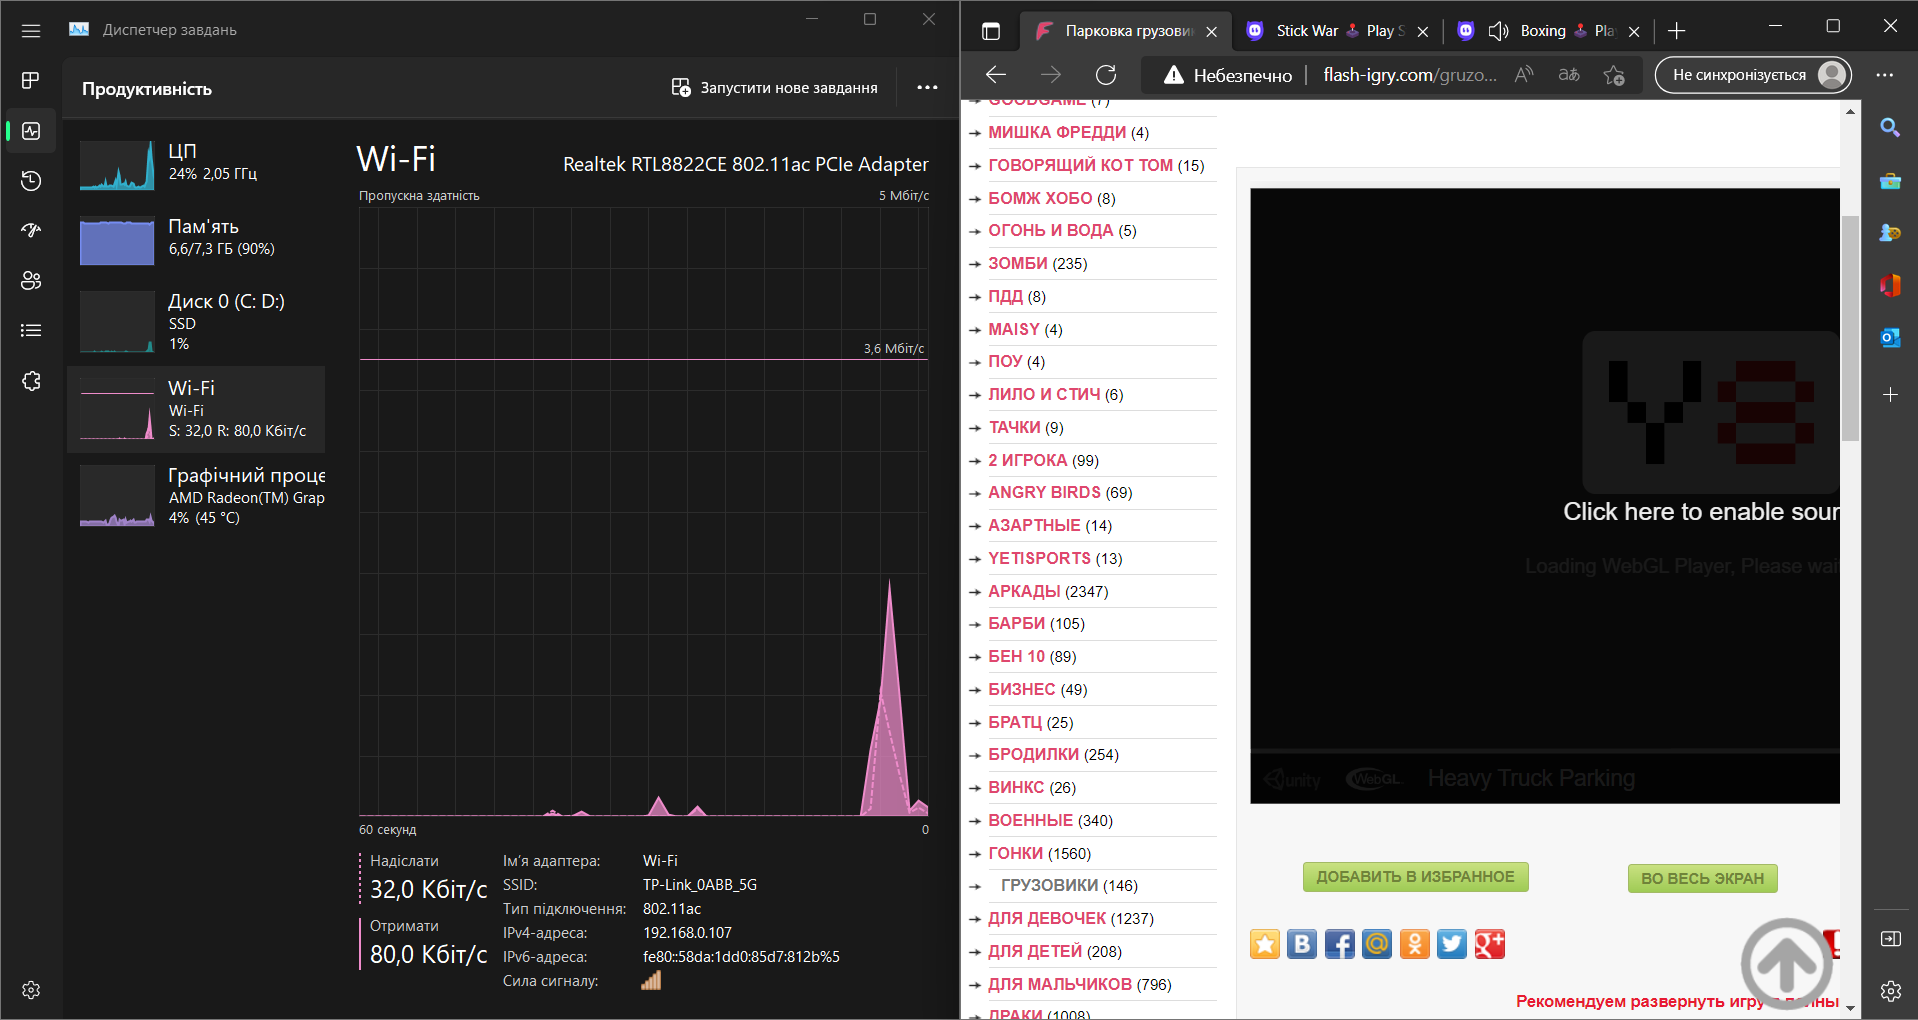 Диспетчер завдань
Продуктивність
Запустити нове завдання
ЦП
24% 2,05 ГГц
Пам'ять
6,6/7,3 ГБ (90%)
Диск 0 (C: D:)
SSD
1%
Wi-Fi
Wi-Fi
S: 32,0 R: 80,0 Кбіт/с
Графічний проце
AMD Radeon(TM) Grap
4% (45 °C)
Wi-Fi
Realtek RTL8822CE 802.11ac PCIe Adapter
Пропускна здатність
5 Мбіт/с
3,6 Мбіт/с
60 секунд
0
Надіслати
32,0 Кбіт/с
Отримати
80,0 Кбіт/с
Ім'я адаптера: Wi-Fi
SSID: TP-Link_0ABB_5G
Тип підключення: 802.11ac
IPv4-адреса: 192.168.0.107
IPv6-адреса: fe80::58da:1dd0:85d7:812b%5
Сила сигналу:
Парковка грузови
Stick War Play S
Boxing Pla
Небезпечно
flash-igry.com/gruzo...
Не синхронізується
GOODGAME (7)
МИШКА ФРЕДДИ (4)
ГОВОРЯЩИЙ КОТ ТОМ (15)
БОМЖ ХОБО (8)
ОГОНЬ И ВОДА (5)
ЗОМБИ (235)
ПДД (8)
MAISY (4)
ПОУ (4)
ЛИЛО И СТИЧ (6)
ТАЧКИ (9)
2 ИГРОКА (99)
ANGRY BIRDS (69)
АЗАРТНЫЕ (14)
YETISPORTS (13)
АРКАДЫ (2347)
БАРБИ (105)
БЕН 10 (89)
БИЗНЕС (49)
БРАТЦ (25)
БРОДИЛКИ (254)
ВИНКС (26)
ВОЕННЫЕ (340)
ГОНКИ (1560)
ГРУЗОВИКИ (146)
ДЛЯ ДЕВОЧЕК (1237)
ДЛЯ ДЕТЕЙ (208)
ДЛЯ МАЛЬЧИКОВ (796)
ДРАКИ (1008)
Y8
Click here to enable sour
Loading WebGL Player, Please wai
unity
WebGL
Heavy Truck Parking
ДОБАВИТЬ В ИЗБРАННОЕ
ВО ВЕСЬ ЭКРАН
Рекомендуем развернуть игру